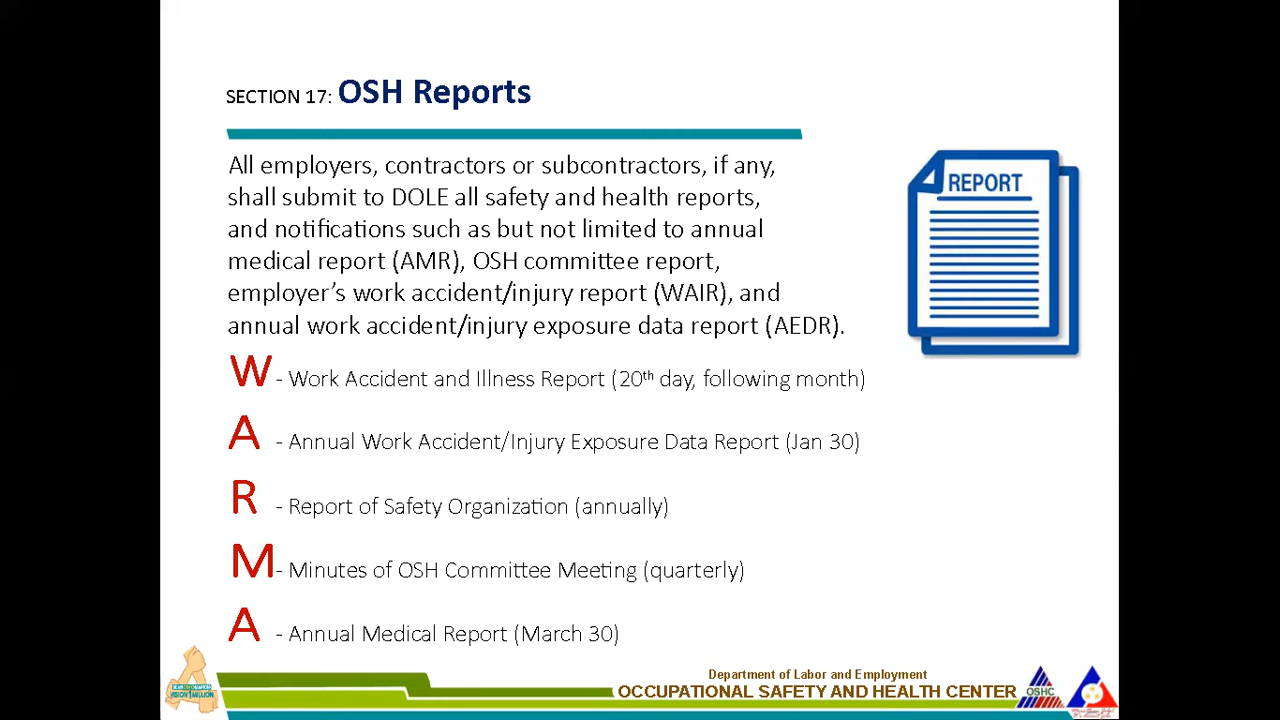 SECTION 17: OSH Reports
All employers, contractors or subcontractors, if any,
shall submit to DOLE all safety and health reports,
and notifications such as but not limited to annual
medical report (AMR), OSH committee report,
employer’s work accident/injury report (WAIR), and
annual work accident/injury exposure data report (AEDR).
REPORT
W - Work Accident and Illness Report (20th day, following month)
A - Annual Work Accident/Injury Exposure Data Report (Jan 30)
R - Report of Safety Organization (annually)
M - Minutes of OSH Committee Meeting (quarterly)
A - Annual Medical Report (March 30)
Department of Labor and Employment
OCCUPATIONAL SAFETY AND HEALTH CENTER
OSHC